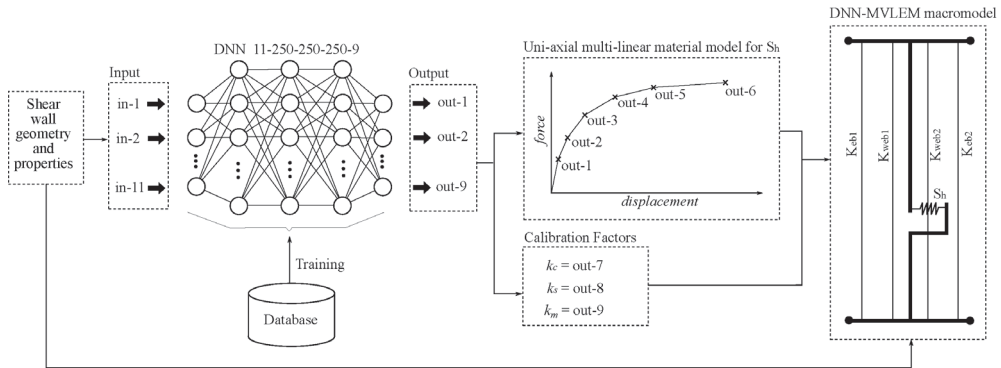 DNN-MVLEM macromodel
DNN 11-250-250-250-9
Uni-axial multi-linear material model for Sh
Input
Output
Shear
wall
geometry
and
properties
in-1
in-2
in-11
out-1
out-2
out-9
force
out-1
out-2
out-3
out-4
out-5
out-6
displacement
Keb1
Kweb1
Kweb2
Keb2
Sh
Training
Database
Calibration Factors
kc = out-7
ks = out-8
km = out-9